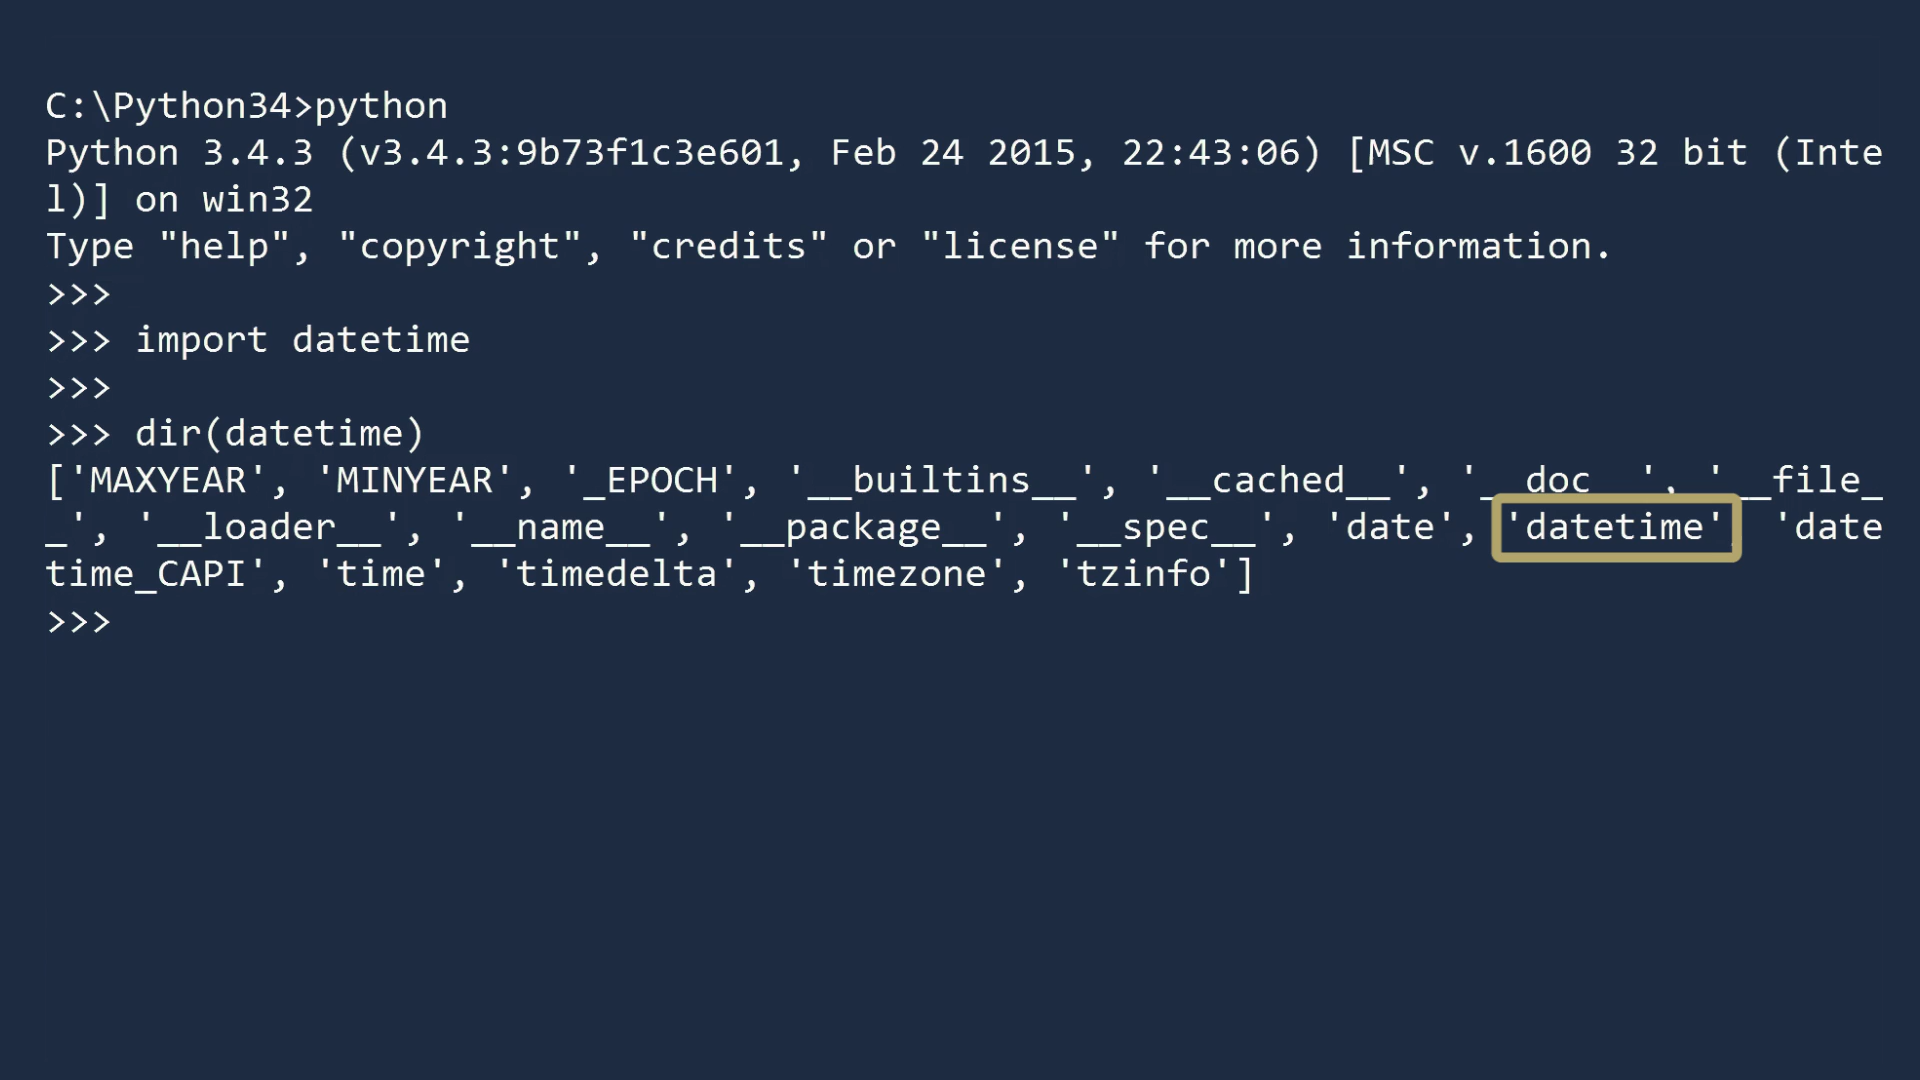 C:\Python34>python
Python 3.4.3 (v3.4.3:9b73f1c3e601, Feb 24 2015, 22:43:06) [MSC v.1600 32 bit (Inte
l)] on win32
Type "help", "copyright", "credits" or "license" for more information.
>>>
>>> import datetime
>>>
>>> dir(datetime)
['MAXYEAR', 'MINYEAR', '_EPOCH', '__builtins__', '__cached__', '__doc__', '__file_
_', '__loader__', '__name__', '__package__', '__spec__', 'date', 'datetime', 'date
time_CAPI', 'time', 'timedelta', 'timezone', 'tzinfo']
>>>